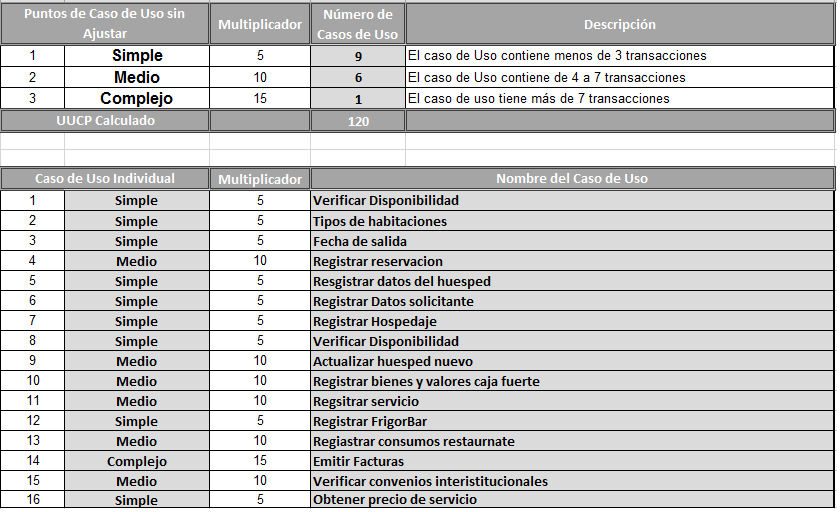 Puntos de Caso de Uso sin Ajustar Multiplicador Número de Casos de Uso Descripción
1 Simple 5 9 El caso de Uso contiene menos de 3 transacciones
2 Medio 10 6 El caso de Uso contiene de 4 a 7 transacciones
3 Complejo 15 1 El caso de uso tiene más de 7 transacciones
UUCP Calculado 120
Caso de Uso Individual Multiplicador Nombre del Caso de Uso
1 Simple 5 Verificar Disponibilidad
2 Simple 5 Tipos de habitaciones
3 Simple 5 Fecha de salida
4 Medio 10 Registrar reservacion
5 Simple 5 Resgistrar datos del huesped
6 Simple 5 Registrar Datos solicitante
7 Simple 5 Registrar Hospedaje
8 Simple 5 Verificar Disponibilidad
9 Medio 10 Actualizar huesped nuevo
10 Medio 10 Registrar bienes y valores caja fuerte
11 Medio 10 Regsitrar servicio
12 Simple 5 Registrar FrigorBar
13 Medio 10 Regiastrar consumos restaurnate
14 Complejo 15 Emitir Facturas
15 Medio 10 Verificar convenios interistitucionales
16 Simple 5 Obtener precio de servicio